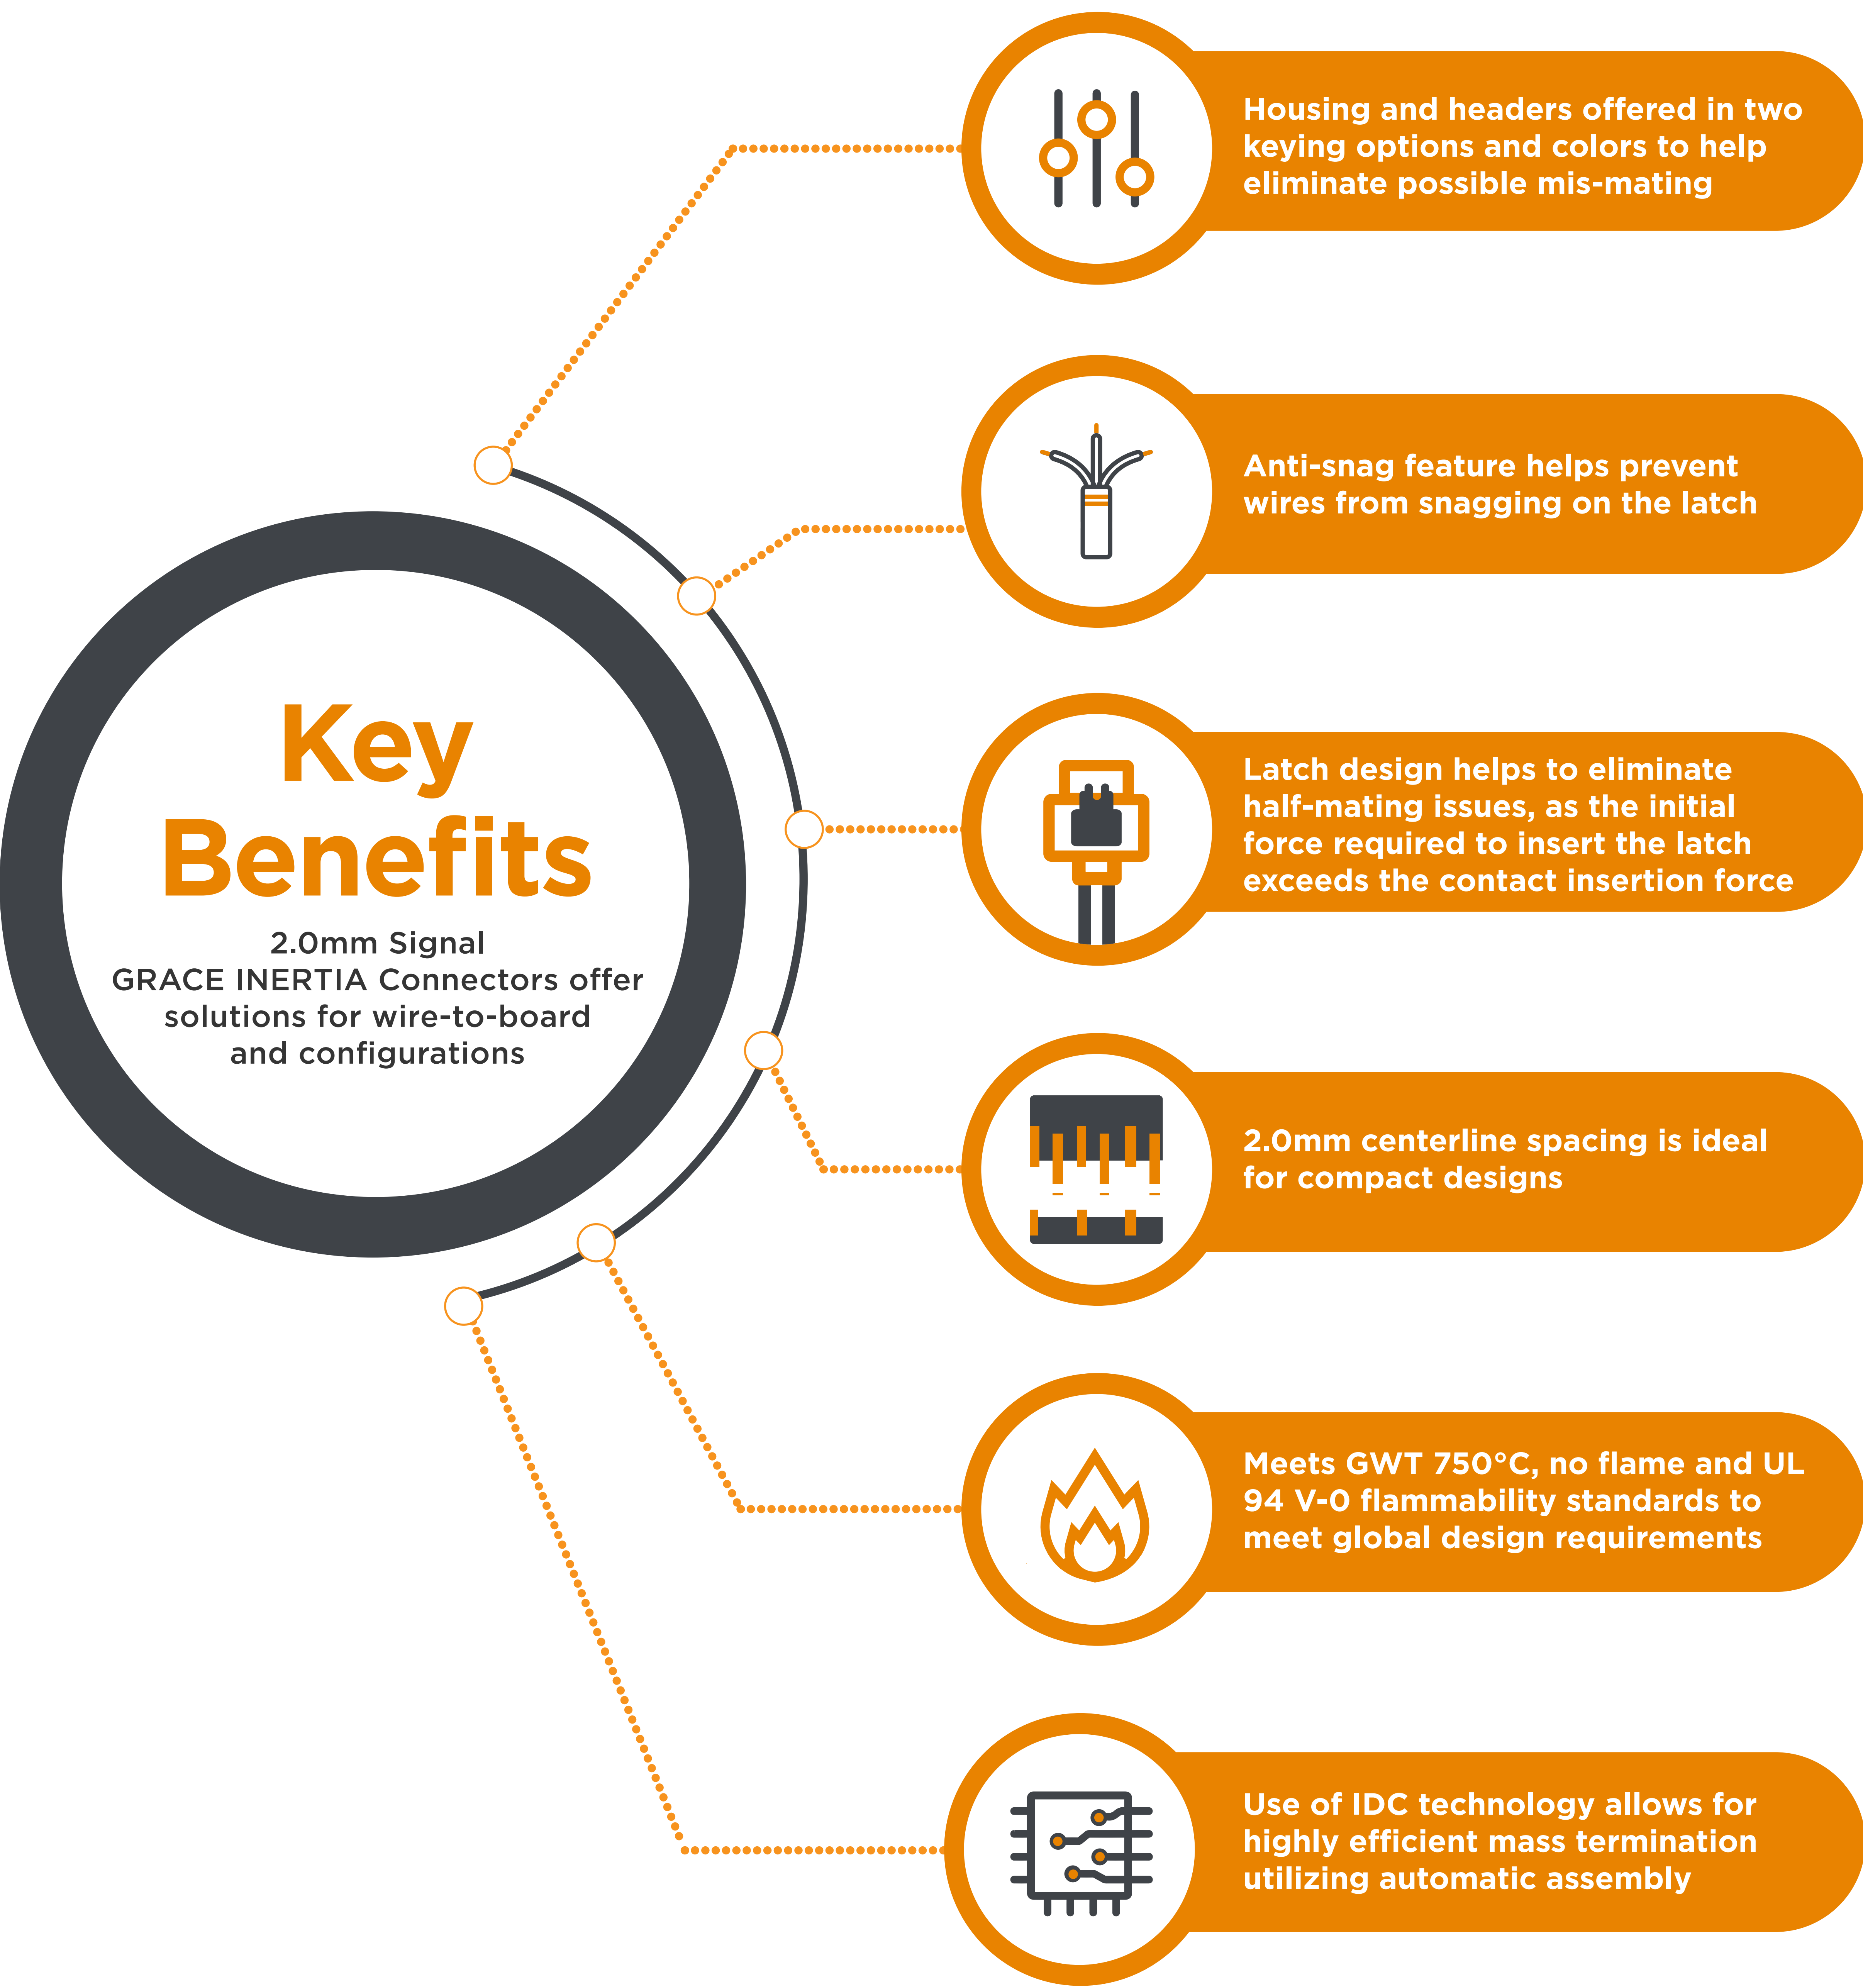 Key
Benefits
2.0mm Signal
GRACE INERTIA Connectors offer
solutions for wire-to-board
and configurations
Housing and headers offered in two
keying options and colors to help
eliminate possible mis-mating
Anti-snag feature helps prevent
wires from snagging on the latch
Latch design helps to eliminate
half-mating issues, as the initial
force required to insert the latch
exceeds the contact insertion force
2.0mm centerline spacing is ideal
for compact designs
Meets GWT 750°C, no flame and UL
94 V-0 flammability standards to
meet global design requirements
Use of IDC technology allows for
highly efficient mass termination
utilizing automatic assembly